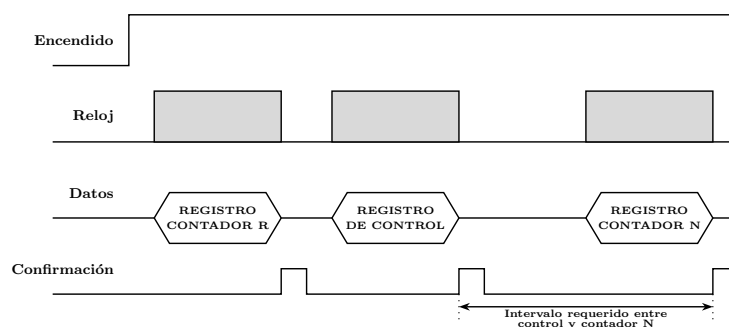 Encendido
Reloj
Datos
REGISTRO
CONTADOR R
REGISTRO
DE CONTROL
REGISTRO
CONTADOR N
Confirmación
Intervalo requerido entre
control y contador N